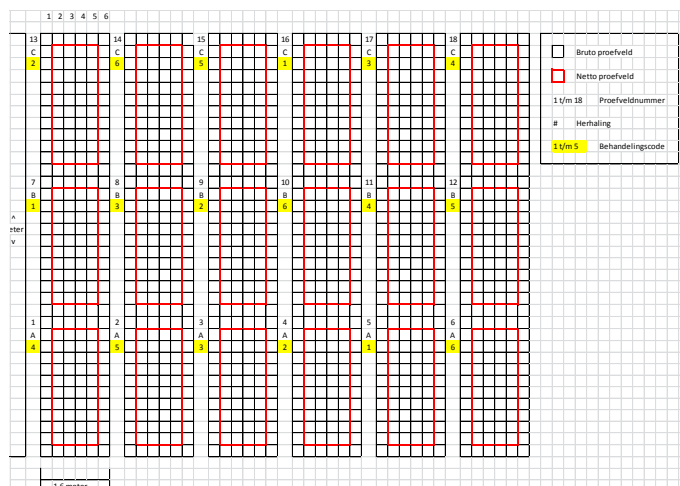 1 2 3 4 5 6
13 14 15 16 17 18
C C C C C C
2 6 5 1 3 4
Bruto proefveld
Netto proefveld
1 t/m 18 Proefveldnummer
# Herhaling
1 t/m 5 Behandelingscode
7 8 9 10 11 12
B B B B B B
1 3 2 6 4 5
^
eter
v
1 2 3 4 5 6
A A A A A A
4 5 3 2 1 6